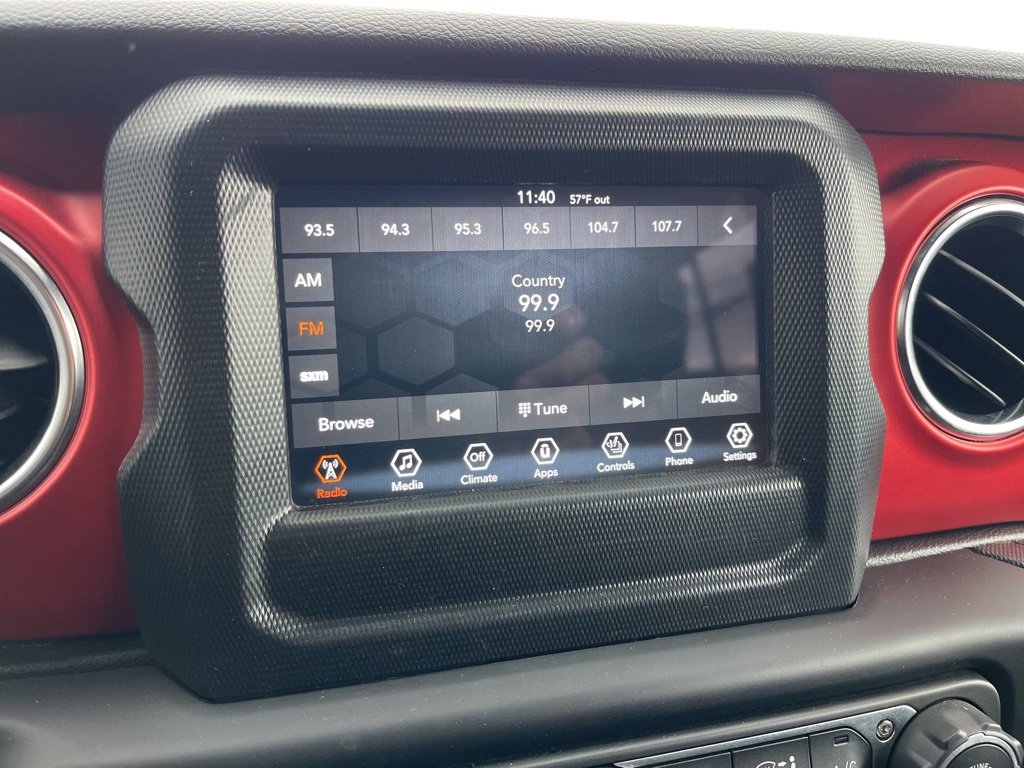 11:40 57°F out
93.5 94.3 95.3 96.5 104.7 107.7
AM
Country
99.9
FM
99.9
sxm
Browse Tune Audio
Off
Radio Media Climate Apps Controls Phone Settings
A/C
TUNE